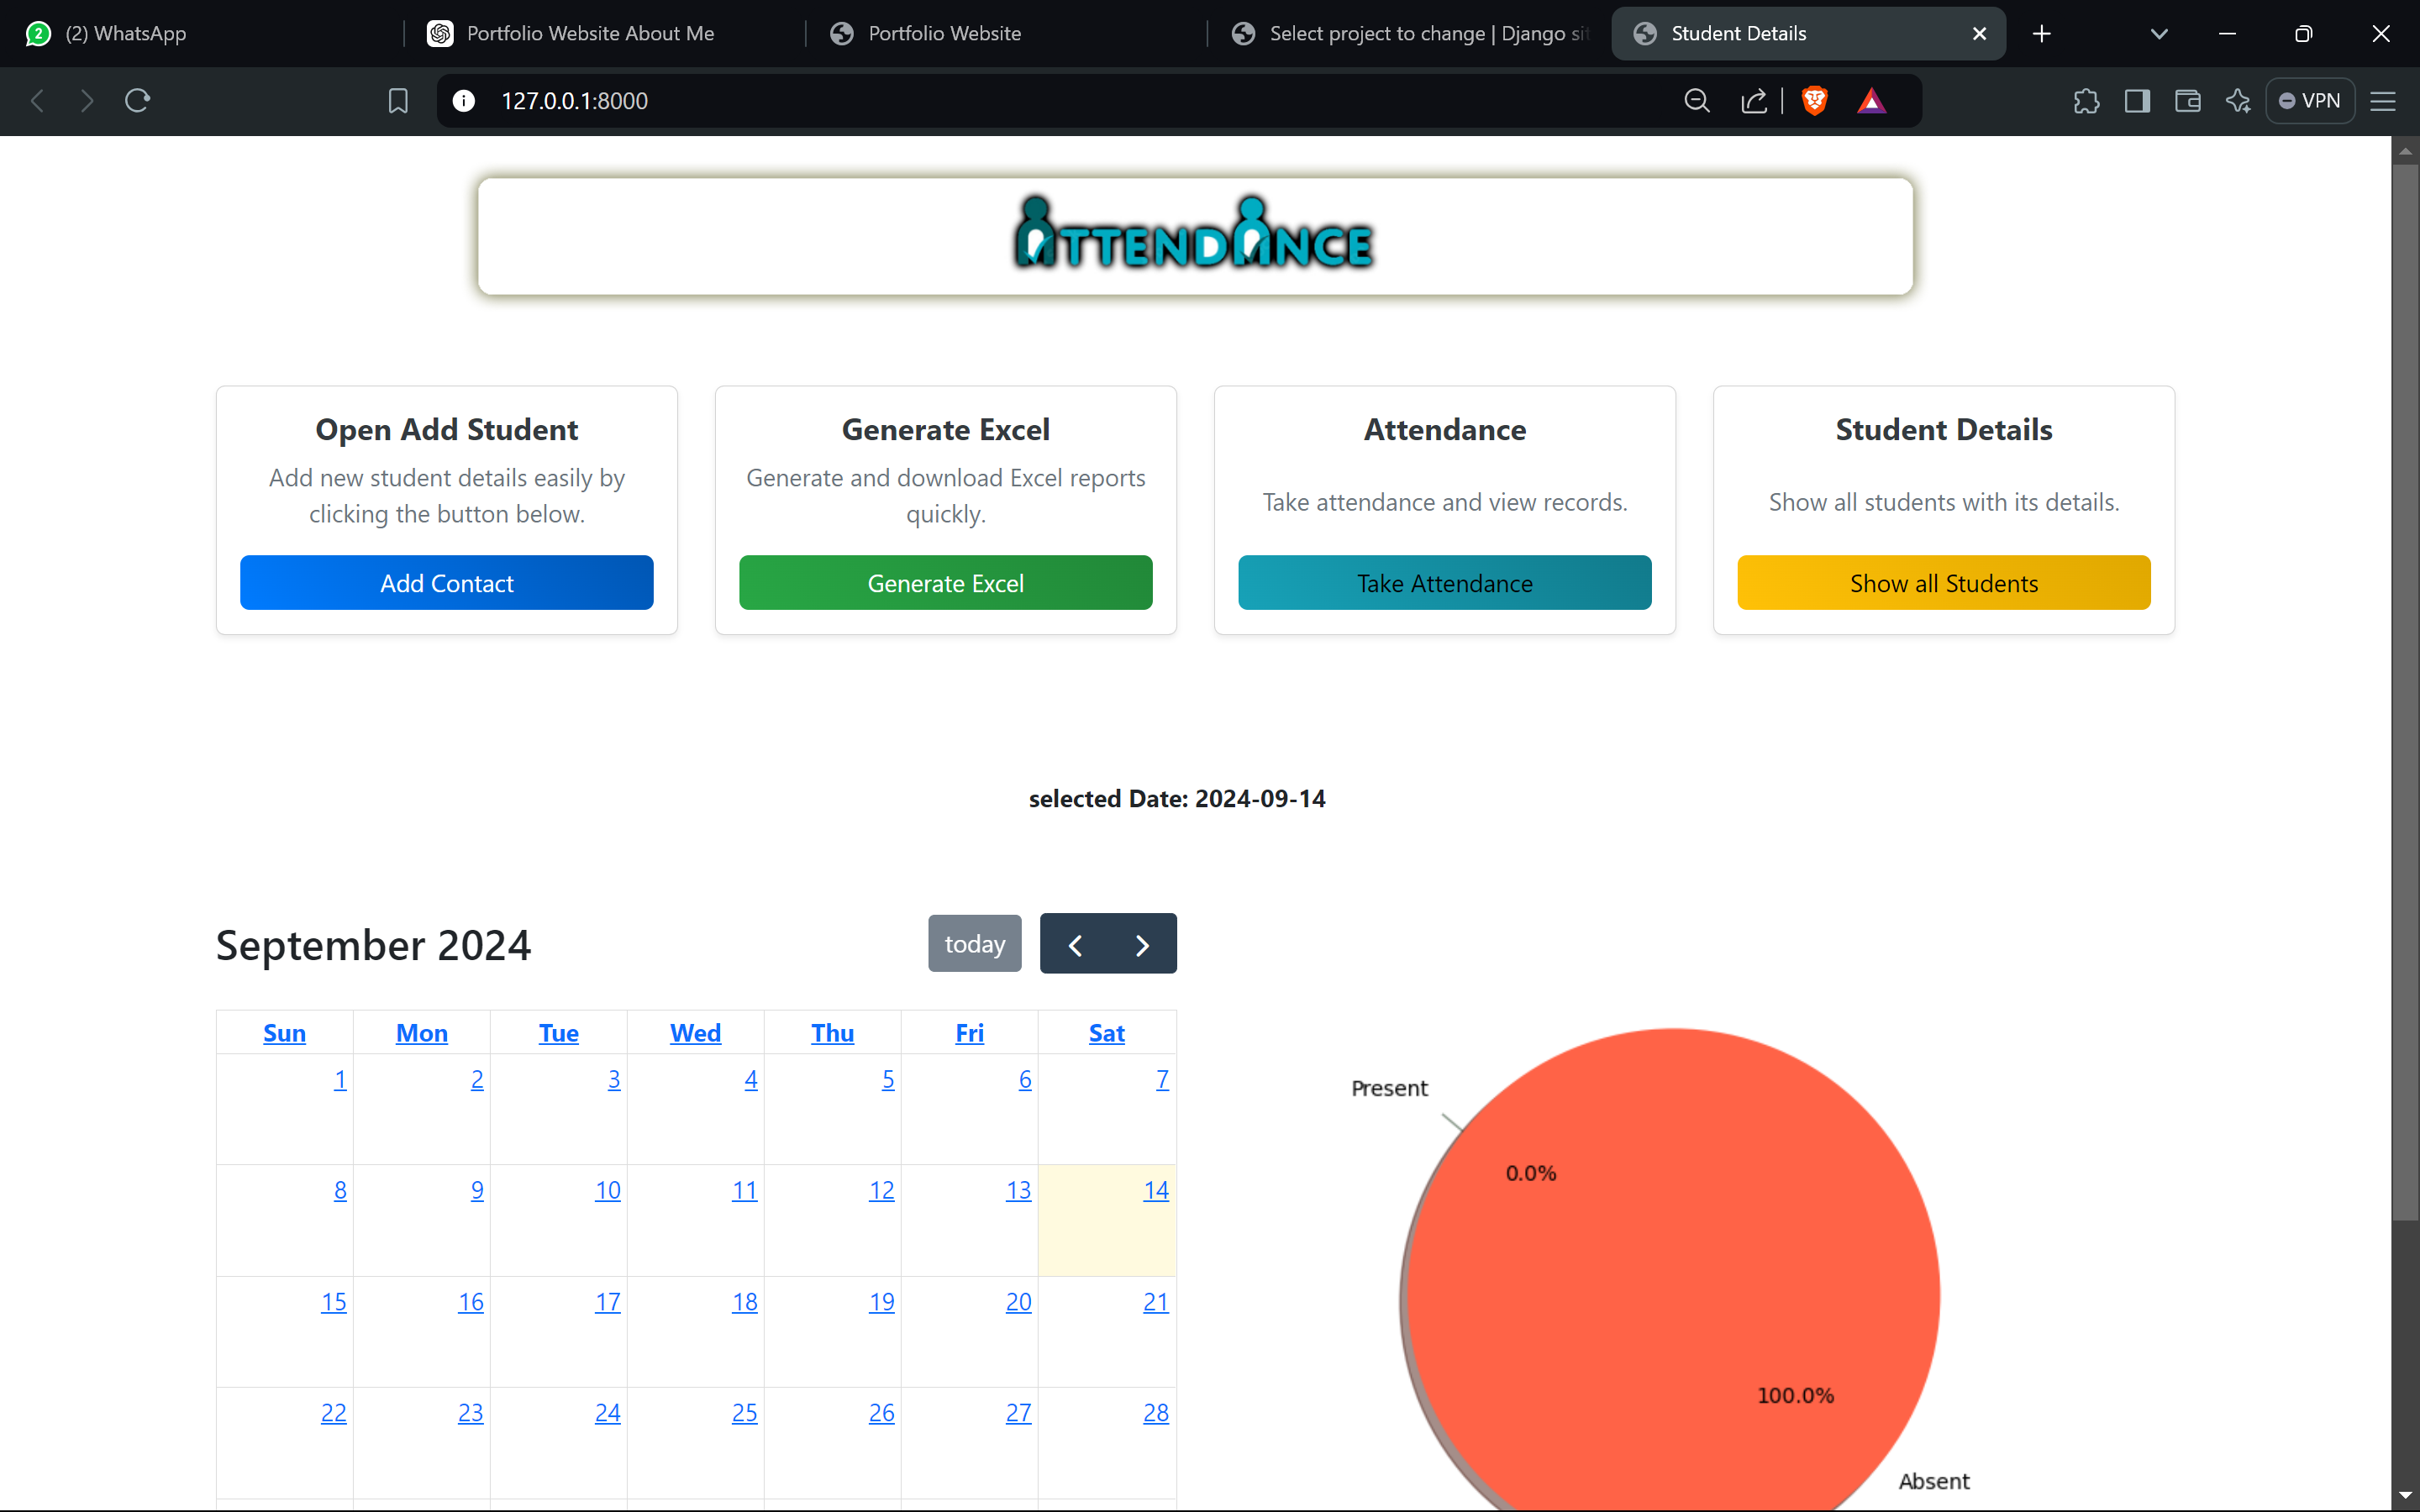 (2) WhatsApp
Portfolio Website About Me
Portfolio Website
Select project to change | Django sit
Student Details
127.0.0.1:8000
VPN
ATTENDANCE
Open Add Student
Add new student details easily by
clicking the button below.
Add Contact
Generate Excel
Generate and download Excel reports
quickly.
Generate Excel
Attendance
Take attendance and view records.
Take Attendance
Student Details
Show all students with its details.
Show all Students
selected Date: 2024-09-14
September 2024
today
Sun Mon Tue Wed Thu Fri Sat
1 2 3 4 5 6 7
8 9 10 11 12 13 14
15 16 17 18 19 20 21
22 23 24 25 26 27 28
Present
0.0%
100.0%
Absent